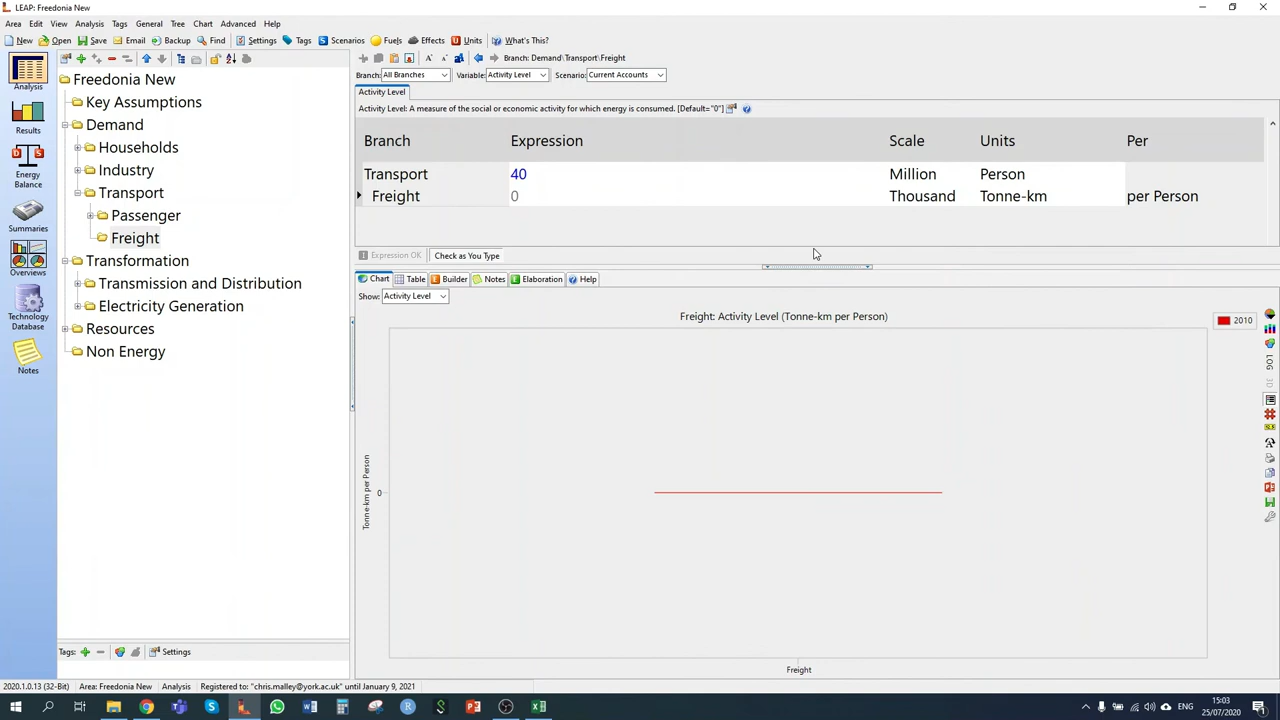 LEAP: Freedonia New
Area Edit View Analysis Tags General Tree Chart Advanced Help
New Open Save Email Backup Find Settings Tags Scenarios Fuels Effects Units What's This?
Analysis
Results
Energy
Balance
Summaries
Overviews
Technology
Database
Notes
Freedonia New
Key Assumptions
Demand
Households
Industry
Transport
Passenger
Freight
Transformation
Transmission and Distribution
Electricity Generation
Resources
Non Energy
Tags: Settings
Branch: Demand\Transport\Freight
Branch: All Branches Variable: Activity Level Scenario: Current Accounts
Activity Level
Activity Level: A measure of the social or economic activity for which energy is consumed. [Default="0"]
Branch Expression Scale Units Per
Transport 40 Million Person
Freight 0 Thousand Tonne-km per Person
Expression OK Check as You Type
Chart Table Builder Notes Elaboration Help
Show: Activity Level
Freight: Activity Level (Tonne-km per Person)
2010
LOG
3D
Tonne-km per Person
0
Freight
2020.1.0.13 (32-Bit) Area: Freedonia New Analysis Registered to: "chris.malley@york.ac.uk" until January 9, 2021
15:03
25/07/2020